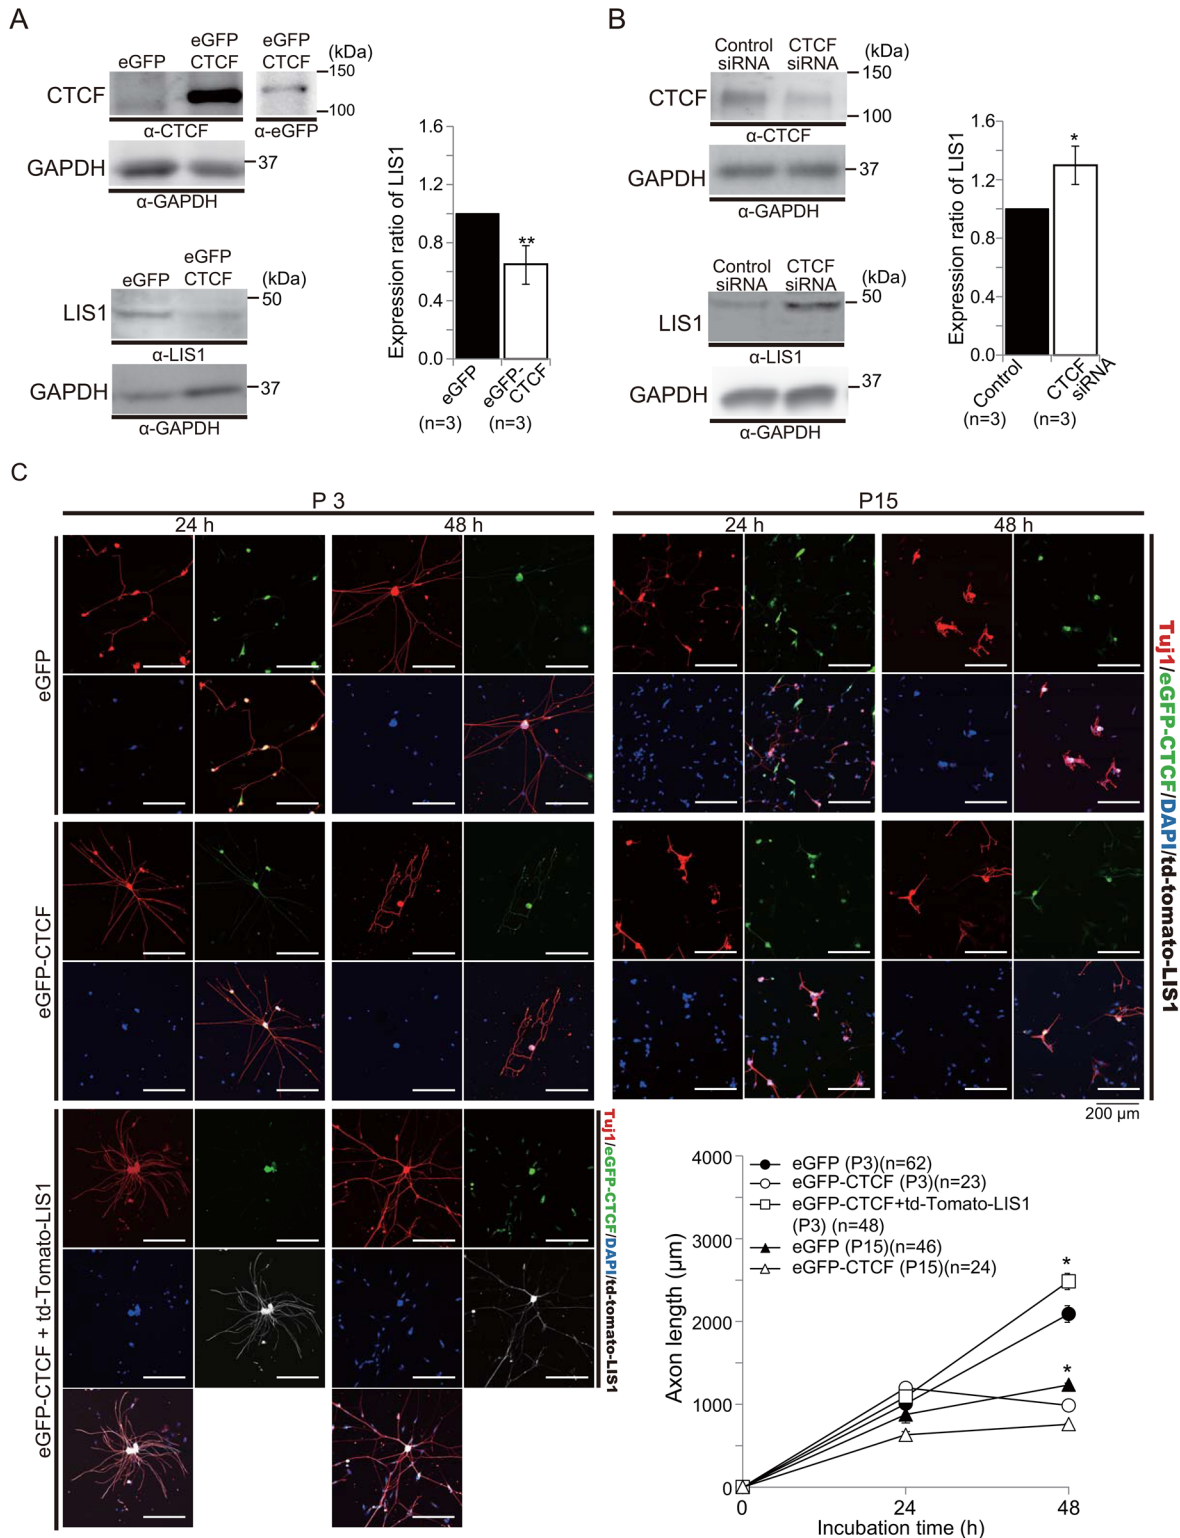 A
eGFP
eGFP
CTCF
eGFP
CTCF
(kDa)
150
100
CTCF
α-CTCF
α-eGFP
GAPDH
37
α-GAPDH
eGFP
eGFP
CTCF
(kDa)
50
LIS1
α-LIS1
GAPDH
37
α-GAPDH
Expression ratio of LIS1
1.6
1.2
0.8
0.4
0.0
**
eGFP
eGFP-
CTCF
(n=3)
(n=3)
B
Control
siRNA
CTCF
siRNA
(kDa)
150
100
CTCF
α-CTCF
GAPDH
37
α-GAPDH
Control
siRNA
CTCF
siRNA
(kDa)
50
LIS1
α-LIS1
GAPDH
37
α-GAPDH
Expression ratio of LIS1
1.6
1.2
0.8
0.4
0.0
*
Control
CTCF
siRNA
(n=3)
(n=3)
C
P 3
24 h
48 h
P15
24 h
48 h
eGFP
eGFP-CTCF
eGFP-CTCF + td-Tomato-LIS1
Tuj1/eGFP-CTCF/DAPI/td-tomato-LIS1
Tuj1/eGFP-CTCF/DAPI/td-tomato-LIS1
200 μm
Axon length (μm)
4000
3000
2000
1000
0
eGFP (P3)(n=62)
eGFP-CTCF (P3)(n=23)
eGFP-CTCF+td-Tomato-LIS1
(P3) (n=48)
eGFP (P15)(n=46)
eGFP-CTCF (P15)(n=24)
*
*
0
24
48
Incubation time (h)